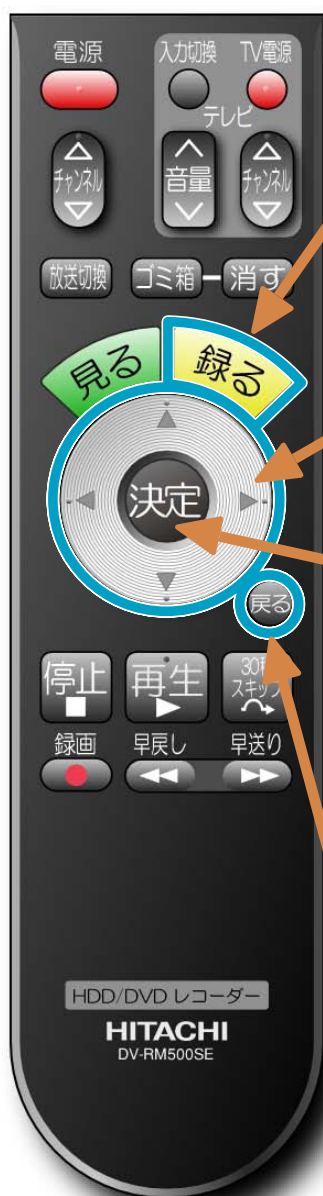 電源
入力切換 TV電源
テレビ
チャンネル
音量
チャンネル
放送切換 ゴミ箱 消す
見る 録る
決定
戻る
停止 再生 30秒
スキップ
録画 早戻し 早送り
HDD/DVD レコーダー
HITACHI
DV-RM500SE